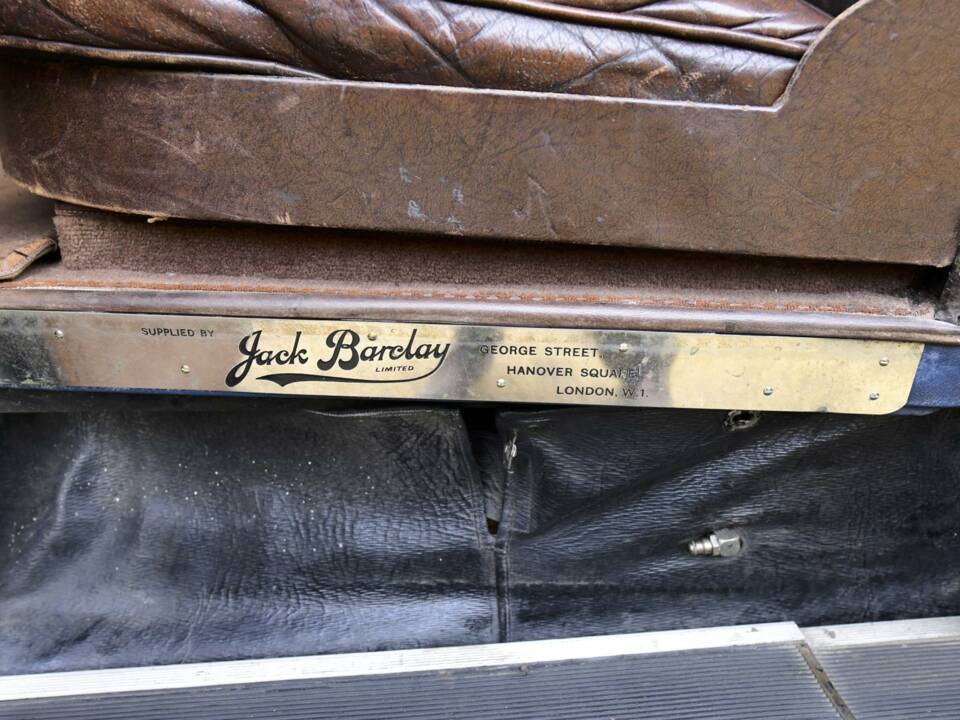 SUPPLIED BY
Jack Barclay
LIMITED
GEORGE STREET,
HANOVER SQUARE
LONDON, W.1.